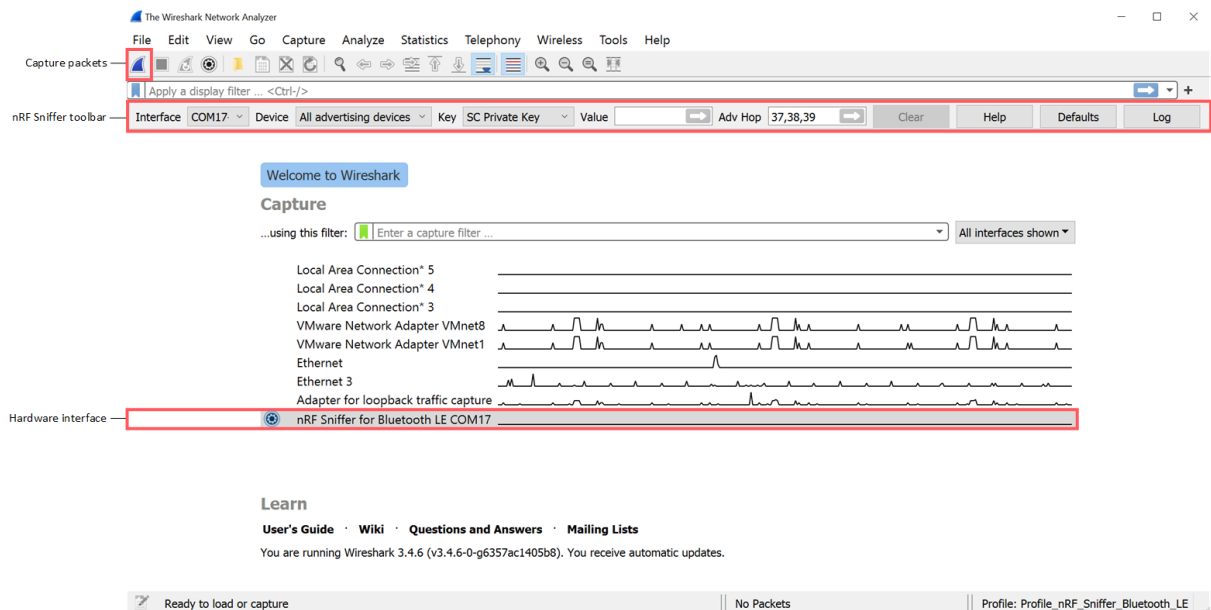 The Wireshark Network Analyzer
File Edit View Go Capture Analyze Statistics Telephony Wireless Tools Help
Capture packets
Apply a display filter ... <Ctrl-/>
+
nRF Sniffer toolbar
Interface COM17- Device All advertising devices Key SC Private Key Value Adv Hop 37,38,39 Clear Help Defaults Log
Welcome to Wireshark
Capture
...using this filter: Enter a capture filter ... All interfaces shown
Local Area Connection* 5
Local Area Connection* 4
Local Area Connection* 3
VMware Network Adapter VMnet8
VMware Network Adapter VMnet1
Ethernet
Ethernet 3
Adapter for loopback traffic capture
Hardware interface
nRF Sniffer for Bluetooth LE COM17
Learn
User's Guide · Wiki · Questions and Answers · Mailing Lists
You are running Wireshark 3.4.6 (v3.4.6-0-g6357ac1405b8). You receive automatic updates.
Ready to load or capture No Packets Profile: Profile_nRF_Sniffer_Bluetooth_LE